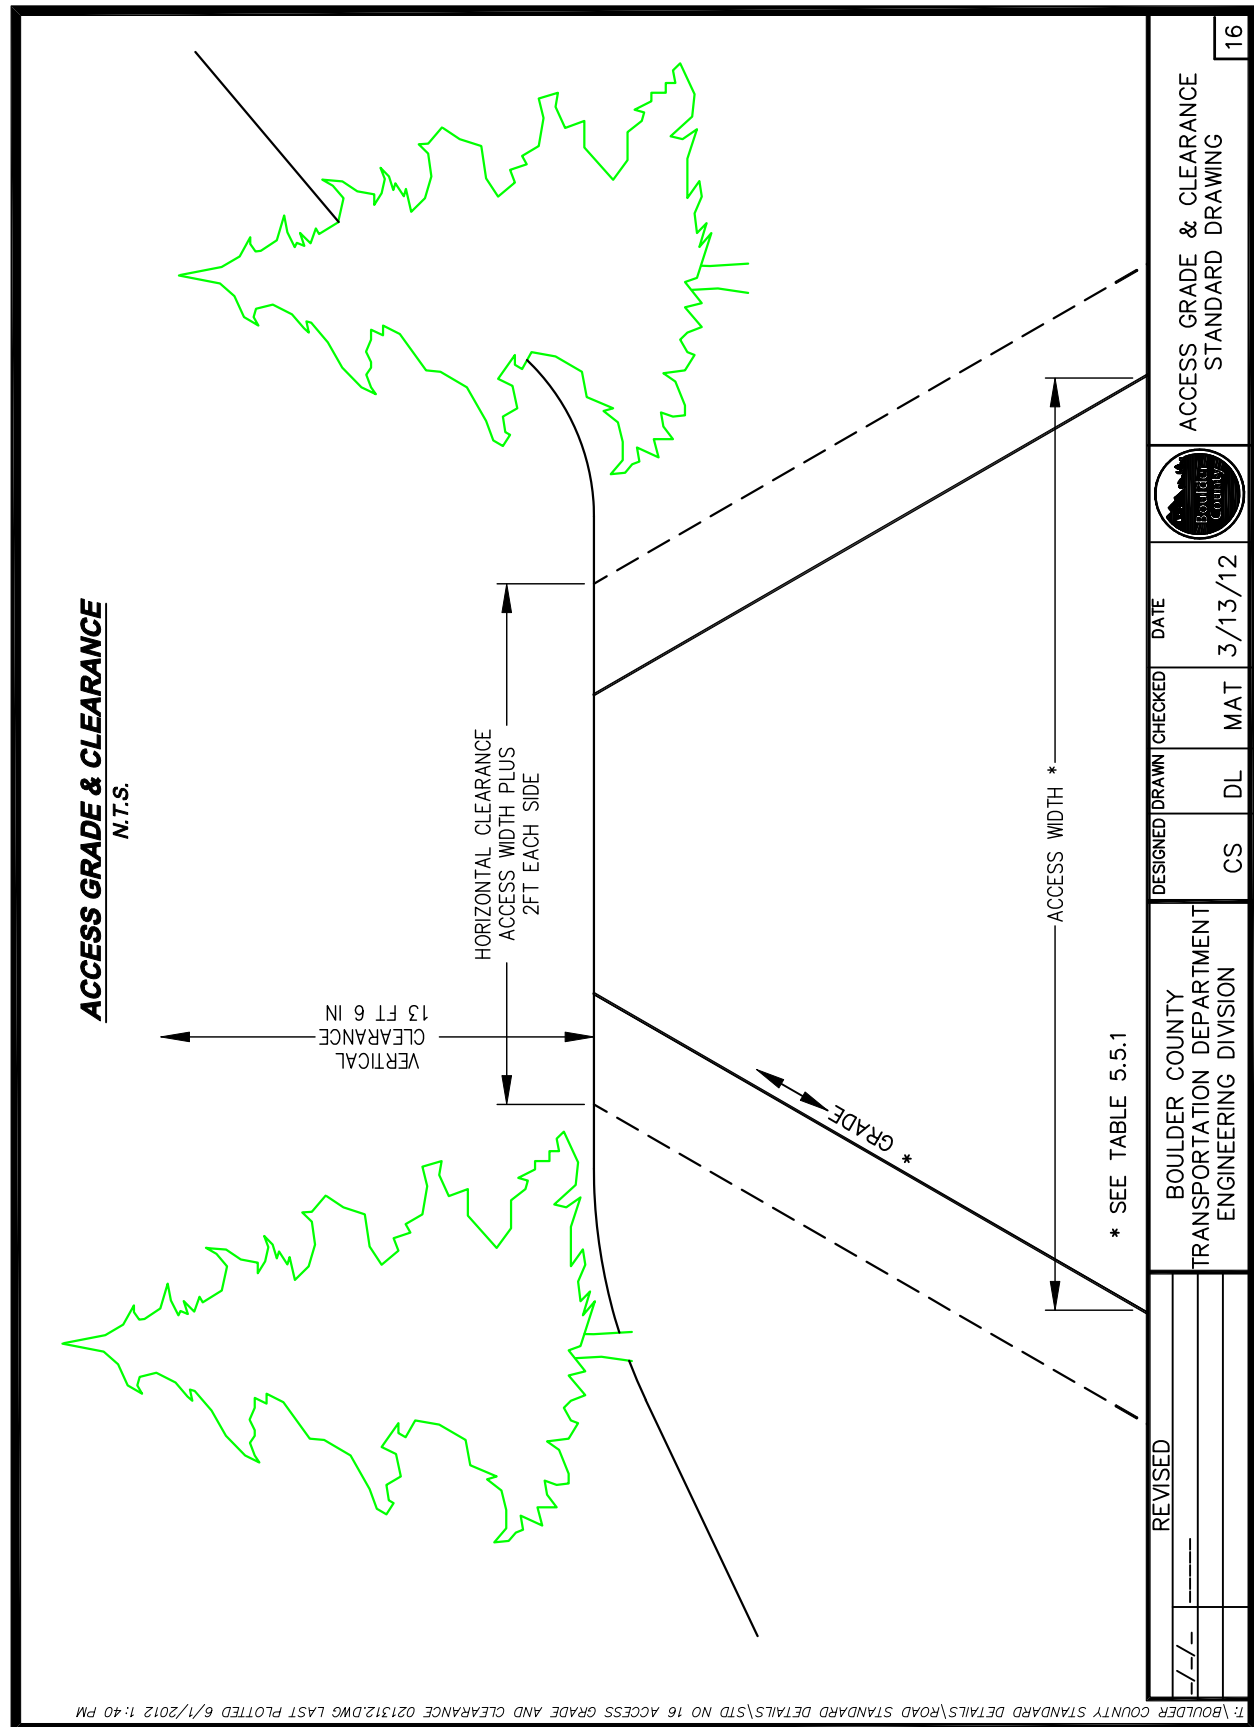 ACCESS GRADE & CLEARANCE
N.T.S.
VERTICAL
CLEARANCE
13 FT 6 IN
HORIZONTAL CLEARANCE
ACCESS WIDTH PLUS
2FT EACH SIDE
GRADE *
ACCESS WIDTH *
* SEE TABLE 5.5.1
REVISED
-/-/- ------
BOULDER COUNTY
TRANSPORTATION DEPARTMENT
ENGINEERING DIVISION
DESIGNED
CS
DRAWN
DL
CHECKED
MAT
DATE
3/13/12
Boulder
County
ACCESS GRADE & CLEARANCE
STANDARD DRAWING
16
T:\BOULDER COUNTY STANDARD DETAILS\ROAD STANDARD DETAILS\STD NO 16 ACCESS GRADE AND CLEARANCE 021312.DWG LAST PLOTTED 6/1/2012 1:40 PM